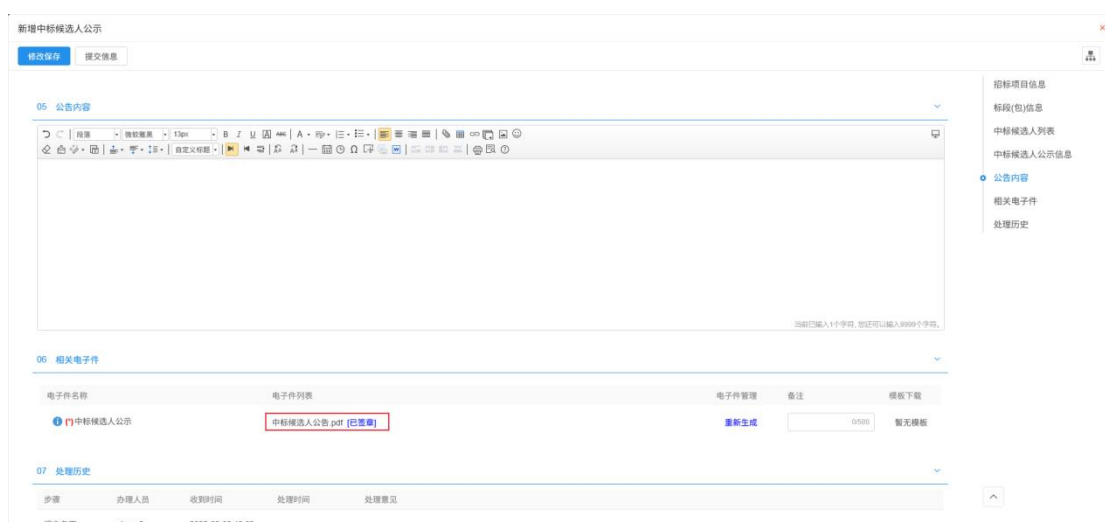 新增中标候选人公示
修改保存 提交信息
招标项目信息
标段(包)信息
中标候选人列表
中标候选人公示信息
公告内容
相关电子件
处理历史
05 公告内容
段落 微软雅黑 13px B I U A ABC A
自定义标题
当前已输入1个字符, 您还可以输入9999个字符。
06 相关电子件
电子件名称 电子件列表 电子件管理 备注 模板下载
(*)中标候选人公示 中标候选人公告.pdf [已签章] 重新生成 0/500 暂无模板
07 处理历史
步骤 办理人员 收到时间 处理时间 处理意见